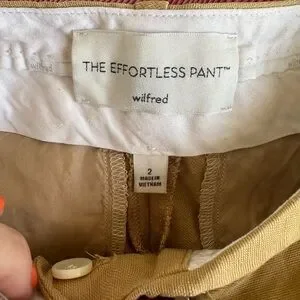 THE EFFORTLESS PANT™
wilfred
2
MADE IN
VIETNAM